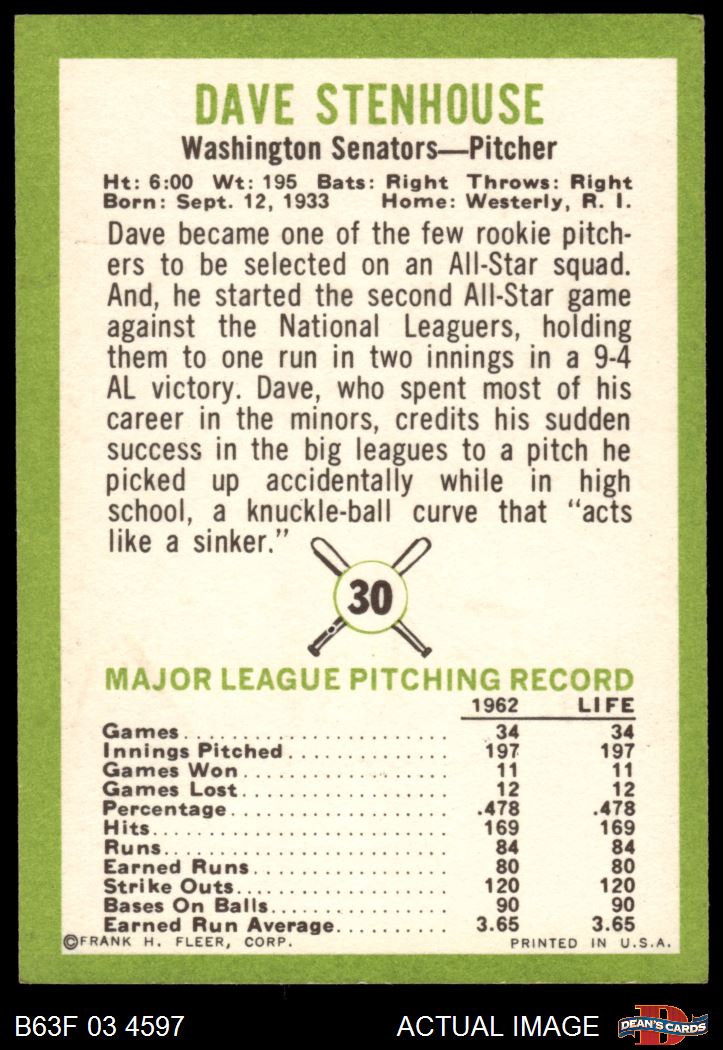 DAVE STENHOUSE
Washington Senators—Pitcher
Ht: 6:00 Wt: 195 Bats: Right Throws: Right
Born: Sept. 12, 1933 Home: Westerly, R. I.
Dave became one of the few rookie pitch-
ers to be selected on an All-Star squad.
And, he started the second All-Star game
against the National Leaguers, holding
them to one run in two innings in a 9-4
AL victory. Dave, who spent most of his
career in the minors, credits his sudden
success in the big leagues to a pitch he
picked up accidentally while in high
school, a knuckle-ball curve that “acts
like a sinker.”
30
MAJOR LEAGUE PITCHING RECORD
1962 LIFE
Games 34 34
Innings Pitched 197 197
Games Won 11 11
Games Lost 12 12
Percentage .478 .478
Hits 169 169
Runs 84 84
Earned Runs 80 80
Strike Outs 120 120
Bases On Balls 90 90
Earned Run Average 3.65 3.65
©FRANK H. FLEER, CORP. PRINTED IN U.S.A.
B63F 03 4597 ACTUAL IMAGE D DEAN'S CARDS